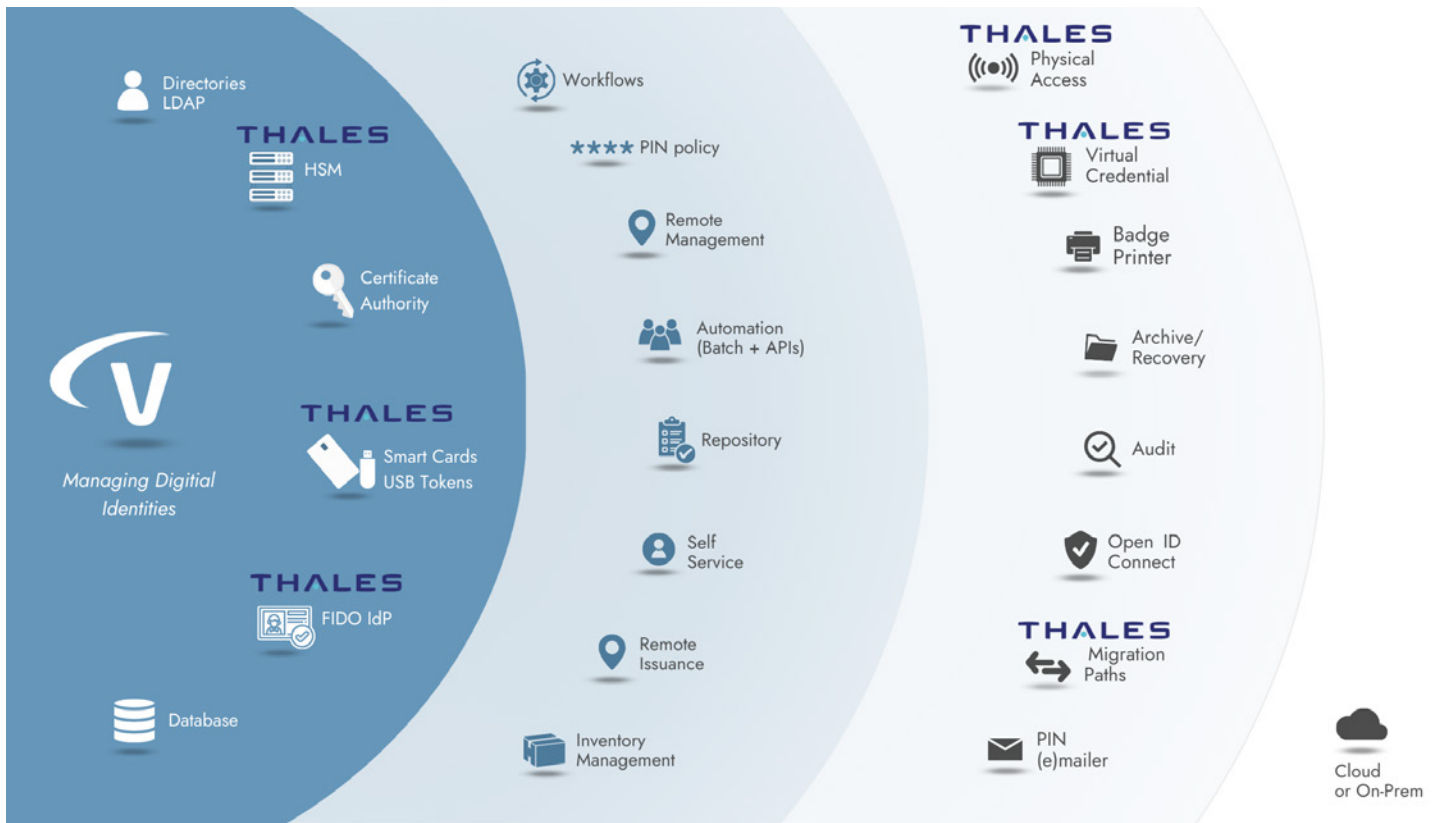 Directories
LDAP
THALES
HSM
Certificate
Authority
V
Managing Digitial
Identities
THALES
Smart Cards
USB Tokens
THALES
FIDO IdP
Database
Workflows
**** PIN policy
Remote
Management
Automation
(Batch + APIs)
Repository
Self
Service
Remote
Issuance
Inventory
Management
THALES
Physical
Access
THALES
Virtual
Credential
Badge
Printer
Archive/
Recovery
Audit
Open ID
Connect
THALES
Migration
Paths
PIN
(e)mailer
Cloud
or On-Prem